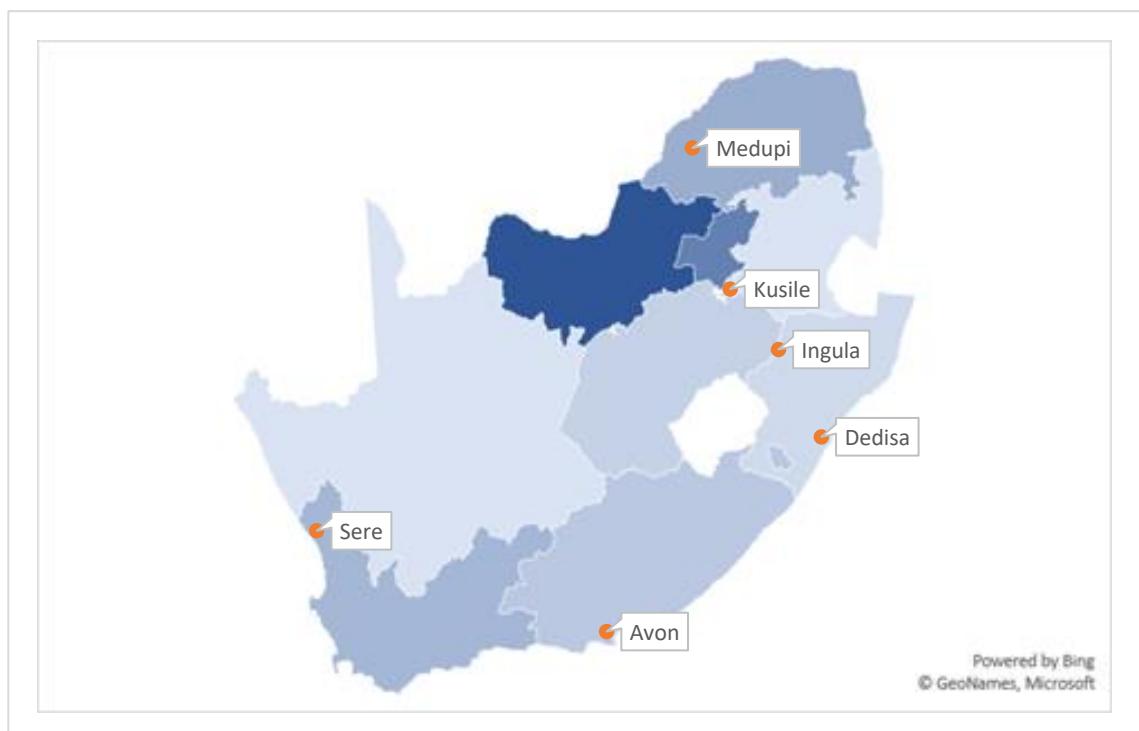 Medupi
Kusile
Ingula
Dedisa
Sere
Avon
Powered by Bing
© GeoNames, Microsoft